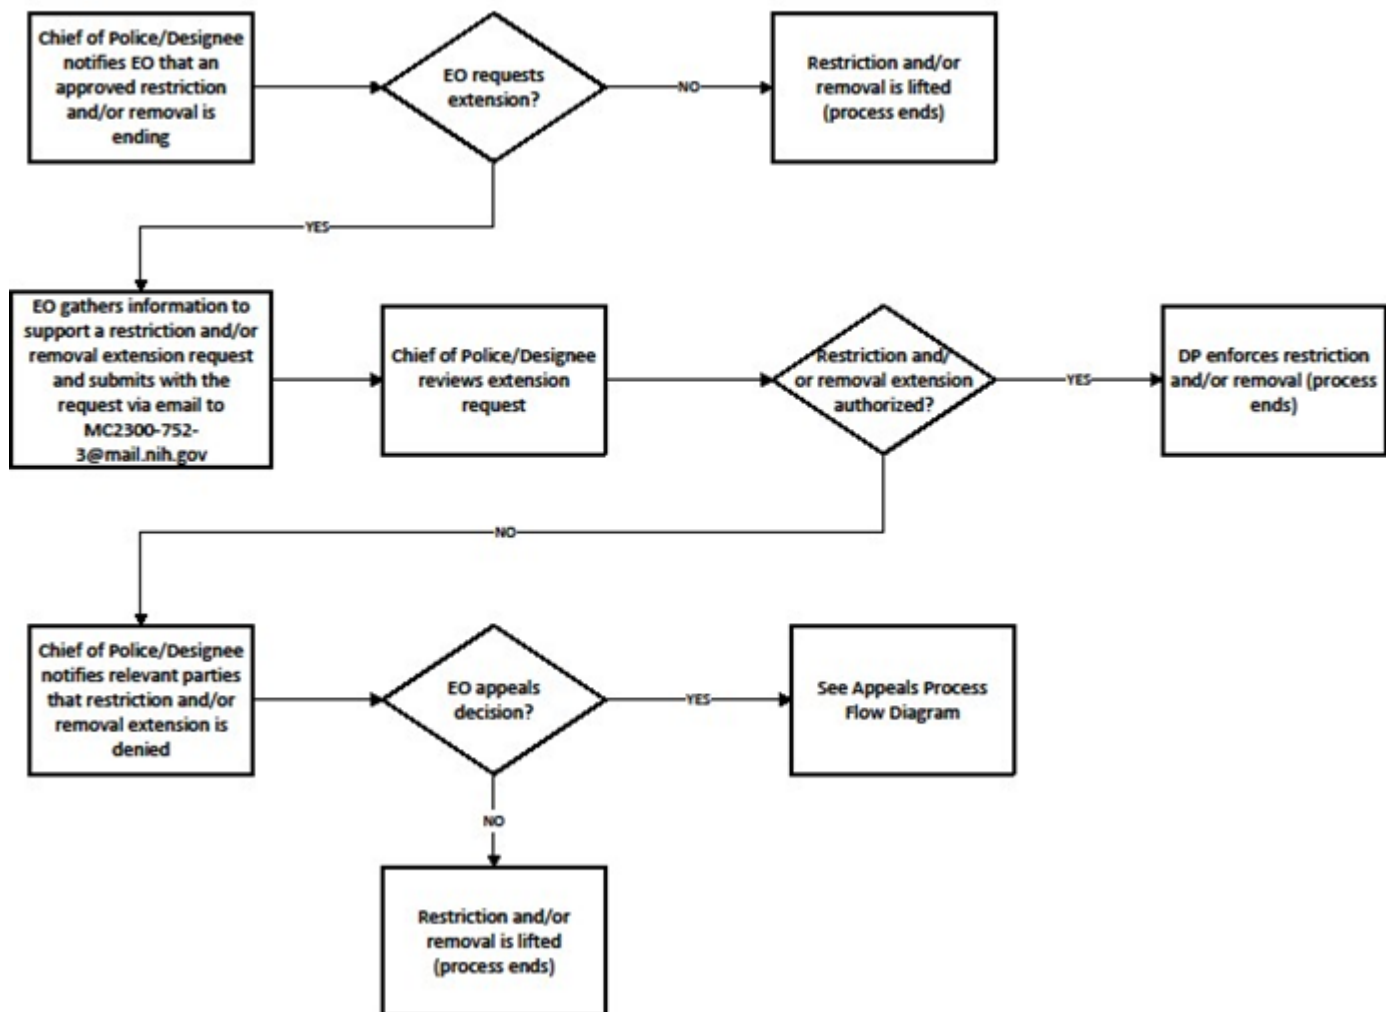 Chief of Police/Designee
notifies EO that an
approved restriction
and/or removal is
ending
EO requests
extension?
NO
Restriction and/or
removal is lifted
(process ends)
YES
EO gathers information to
support a restriction and/or
removal extension request
and submits with the
request via email to
MC2300-752-
3@mail.nih.gov
Chief of Police/Designee
reviews extension
request
Restriction and/
or removal extension
authorized?
YES
DP enforces restriction
and/or removal (process
ends)
NO
Chief of Police/Designee
notifies relevant parties
that restriction and/or
removal extension is
denied
EO appeals
decision?
YES
See Appeals Process
Flow Diagram
NO
Restriction and/or
removal is lifted
(process ends)